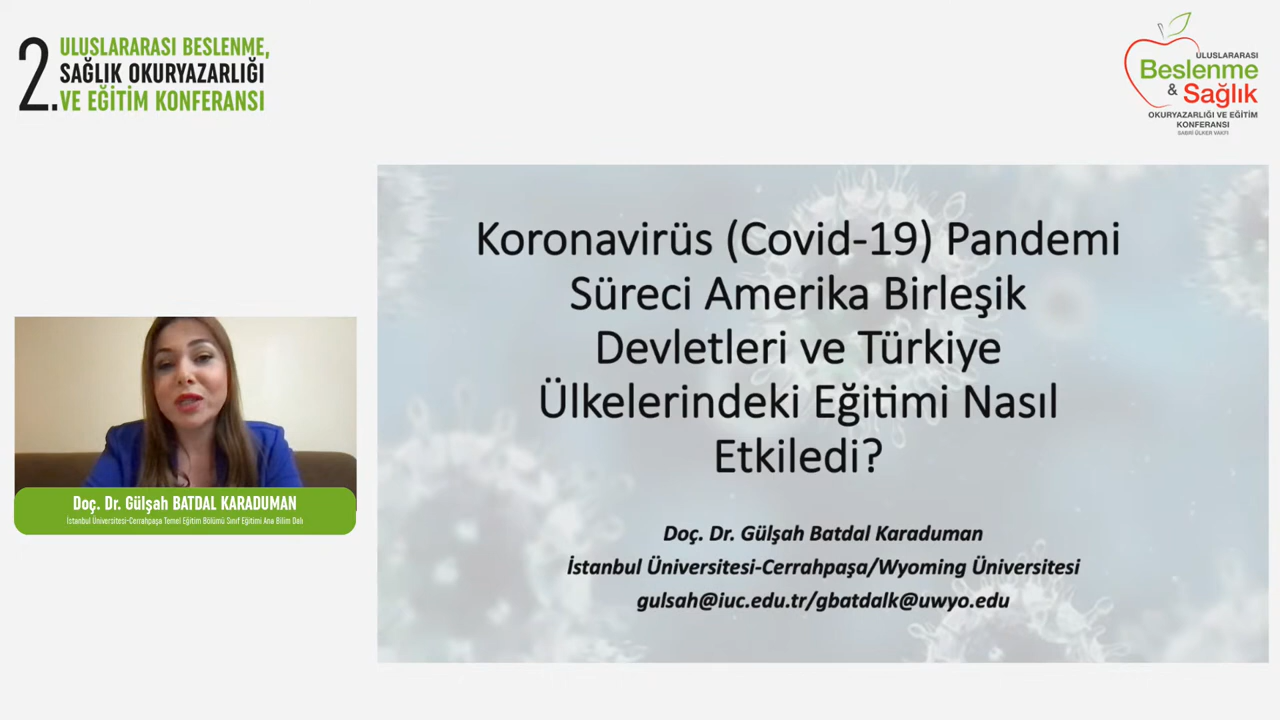 2.
ULUSLARARASI BESLENME,
SAĞLIK OKURYAZARLIĞI
VE EĞİTİM KONFERANSI
ULUSLARARASI
Beslenme
& Sağlık
OKURYAZARLIĞI VE EĞİTİM
KONFERANSI
SABRİ ÜLKER VAKFI
Koronavirüs (Covid-19) Pandemi
Süreci Amerika Birleşik
Devletleri ve Türkiye
Ülkelerindeki Eğitimi Nasıl
Etkiledi?
Doç. Dr. Gülşah Batdal Karaduman
İstanbul Üniversitesi-Cerrahpaşa/Wyoming Üniversitesi
gulsah@iuc.edu.tr/gbatdalk@uwyo.edu
Doç. Dr. Gülşah BATDAL KARADUMAN
İstanbul Üniversitesi-Cerrahpaşa Temel Eğitim Bölümü Sınıf Eğitimi Ana Bilim Dalı